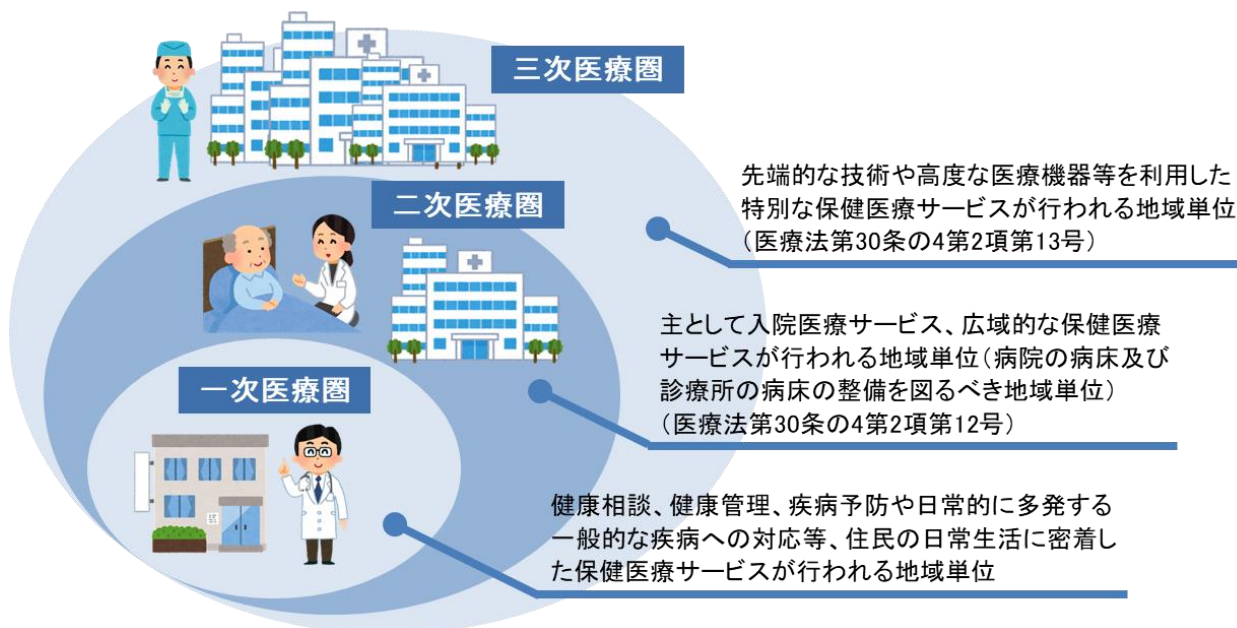 三次医療圏
先端的な技術や高度な医療機器等を利用した
特別な保健医療サービスが行われる地域単位
（医療法第30条の4第2項第13号）
二次医療圏
主として入院医療サービス、広域的な保健医療
サービスが行われる地域単位（病院の病床及び
診療所の病床の整備を図るべき地域単位）
（医療法第30条の4第2項第12号）
一次医療圏
健康相談、健康管理、疾病予防や日常的に多発する
一般的な疾病への対応等、住民の日常生活に密着し
た保健医療サービスが行われる地域単位